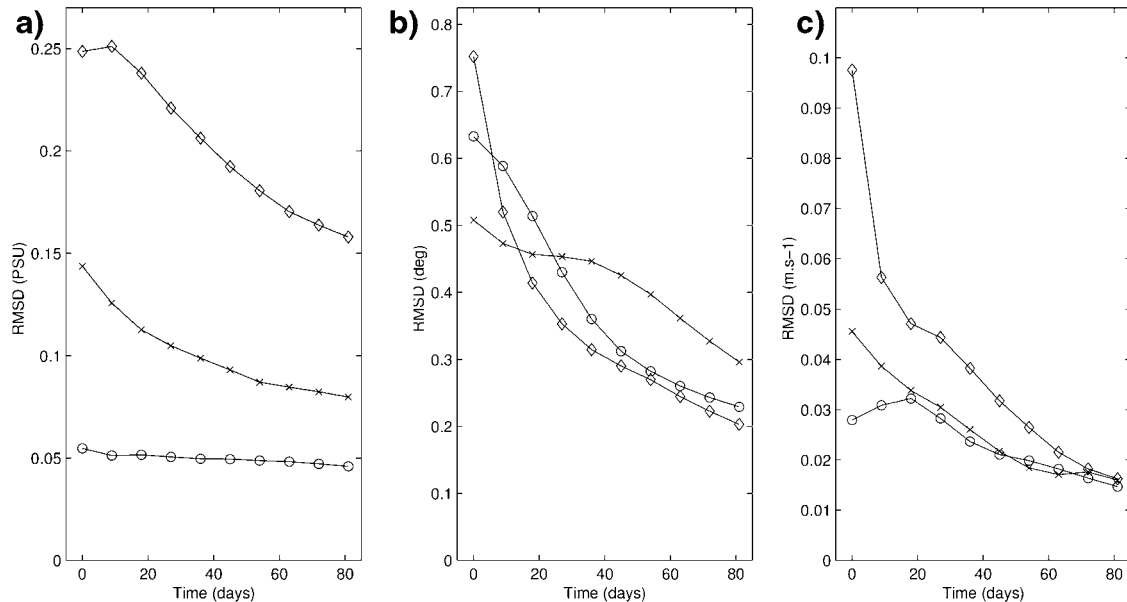 a)
0.25
0.2
0.15
0.1
0.05
0
RMSD (PSU)
0 20 40 60 80
Time (days)
b)
0.8
0.7
0.6
0.5
0.4
0.3
0.2
0.1
0
RMSD (deg)
0 20 40 60 80
Time (days)
c)
0.1
0.09
0.08
0.07
0.06
0.05
0.04
0.03
0.02
0.01
0
RMSD (m.s−1)
0 20 40 60 80
Time (days)